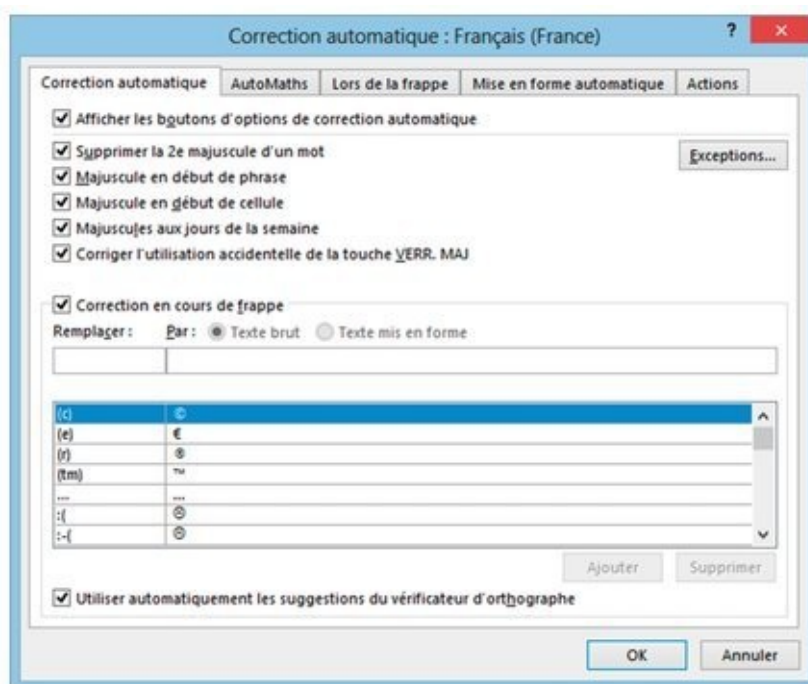 Correction automatique : Français (France)
? ×
Correction automatique AutoMaths Lors de la frappe Mise en forme automatique Actions
Afficher les boutons d'options de correction automatique
Supprimer la 2e majuscule d'un mot Exceptions...
Majuscule en début de phrase
Majuscule en début de cellule
Majuscules aux jours de la semaine
Corriger l'utilisation accidentelle de la touche VERR. MAJ
Correction en cours de frappe
Remplacer : Par : Texte brut Texte mis en forme
(c) ©
(e) €
(r) ®
(tm) ™
... ...
:( ☹
:-( ☹
Ajouter Supprimer
Utiliser automatiquement les suggestions du vérificateur d'orthographe
OK Annuler